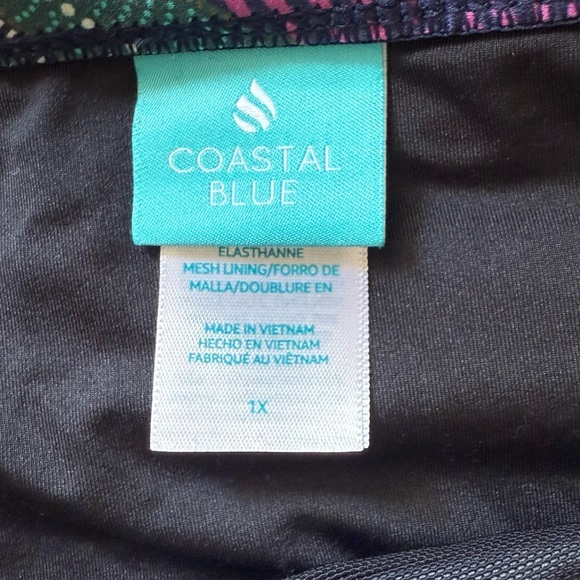 COASTAL
BLUE
ELASTHANNE
MESH LINING/FORRO DE
MALLA/DOUBLURE EN
MADE IN VIETNAM
HECHO EN VIETNAM
FABRIQUÉ AU VIÊTNAM
1X